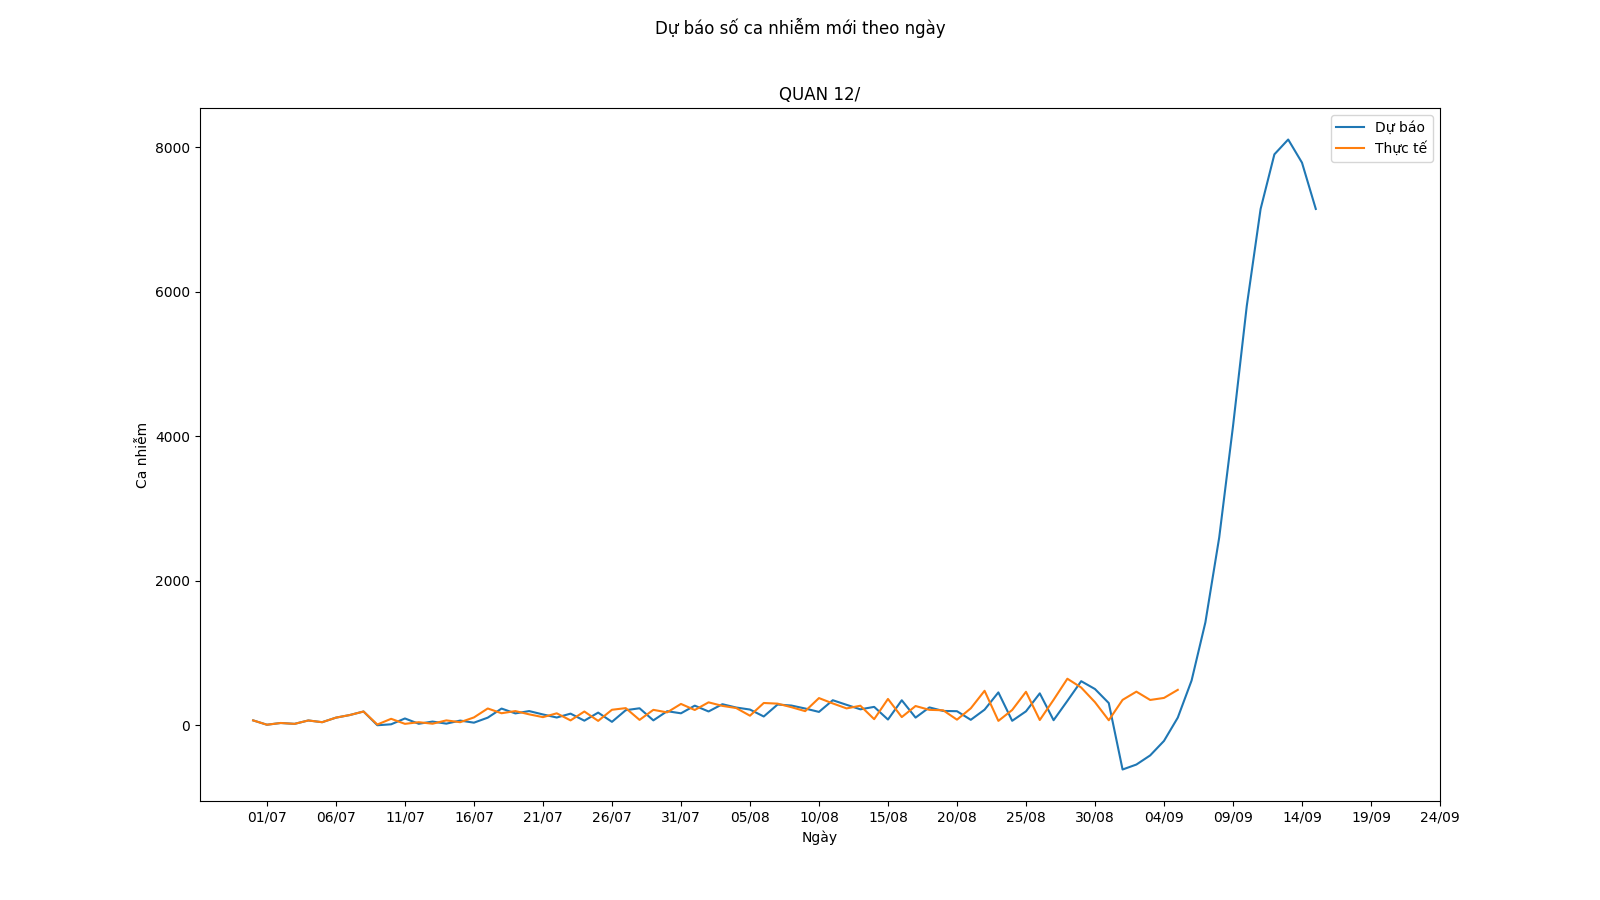 Dự báo số ca nhiễm mới theo ngày
QUAN 12/
Dự báo
Thực tế
8000
6000
4000
2000
0
Ca nhiễm
01/07 06/07 11/07 16/07 21/07 26/07 31/07 05/08 10/08 15/08 20/08 25/08 30/08 04/09 09/09 14/09 19/09 24/09
Ngày